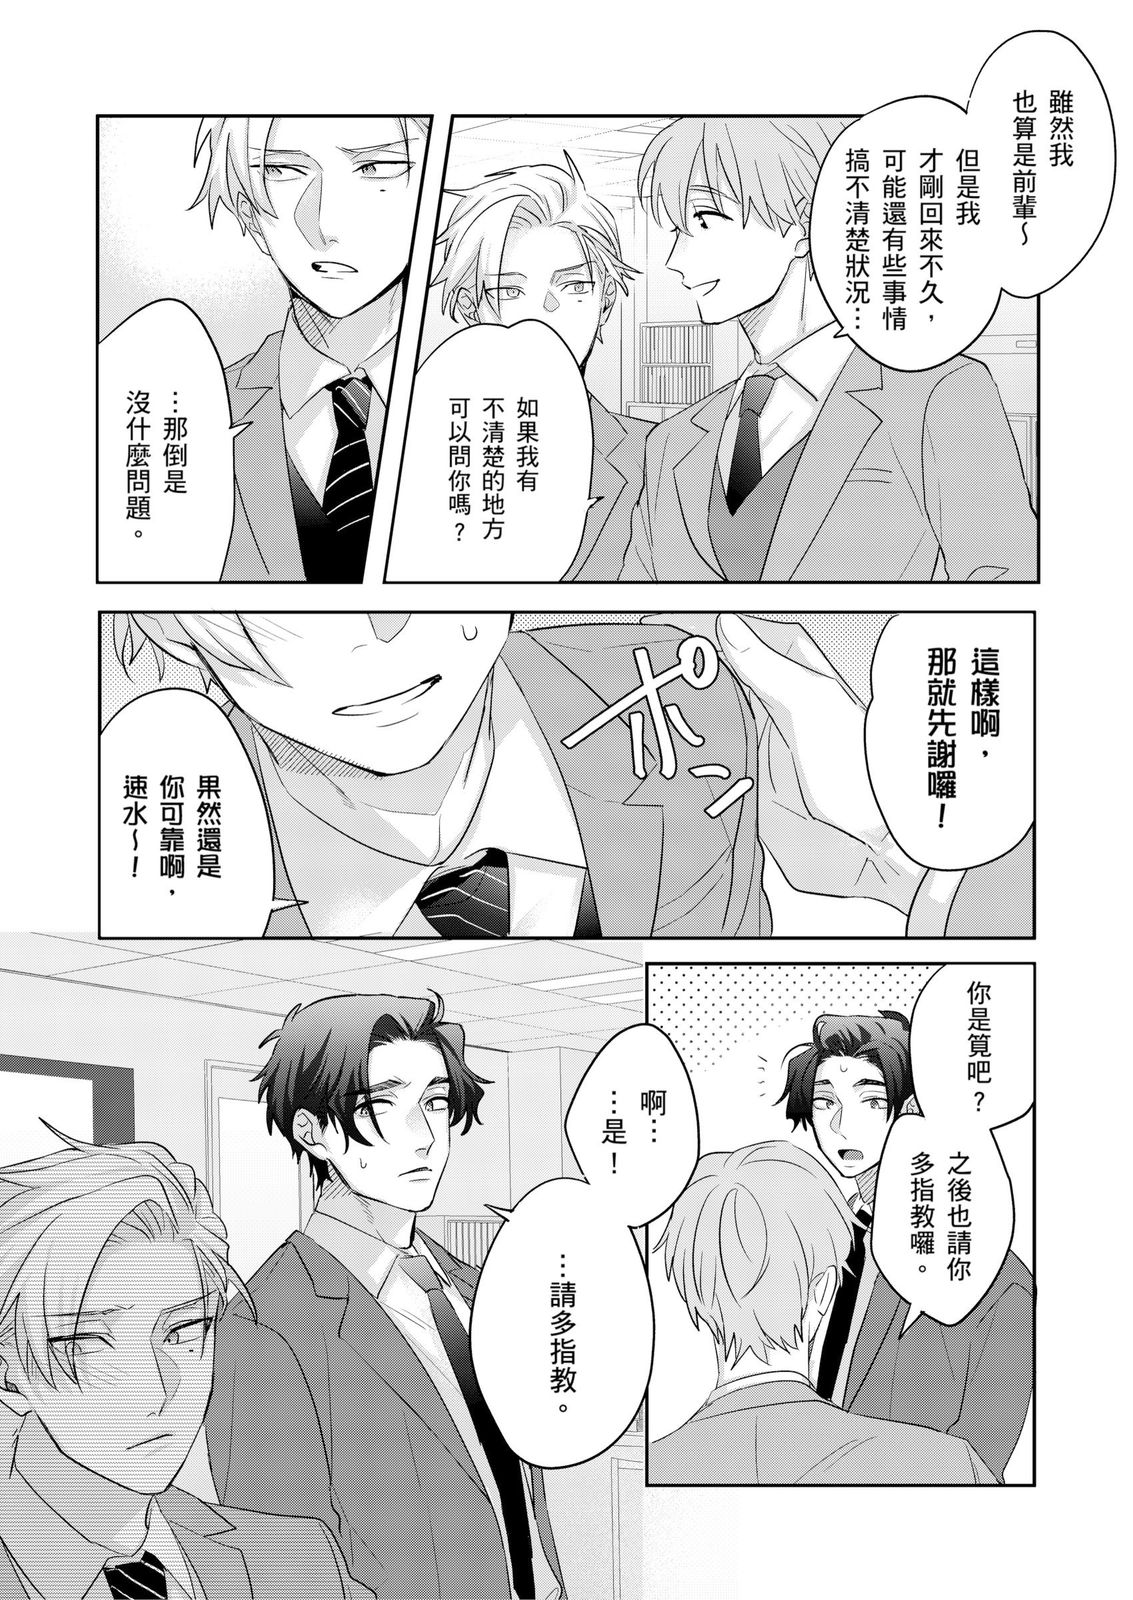 雖然我
也算是前輩～
但是我
才剛回來不久，
可能還有些事情
搞不清楚狀況…
如果我有
不清楚的地方
可以問你嗎？
…那倒是
沒什麼問題。
這樣啊，
那就先謝囉！
ポン
果然還是
你可靠啊，
速水～！
你是筧吧？
之後也請你
多指教囉。
啊…
…是！
…請多指教。